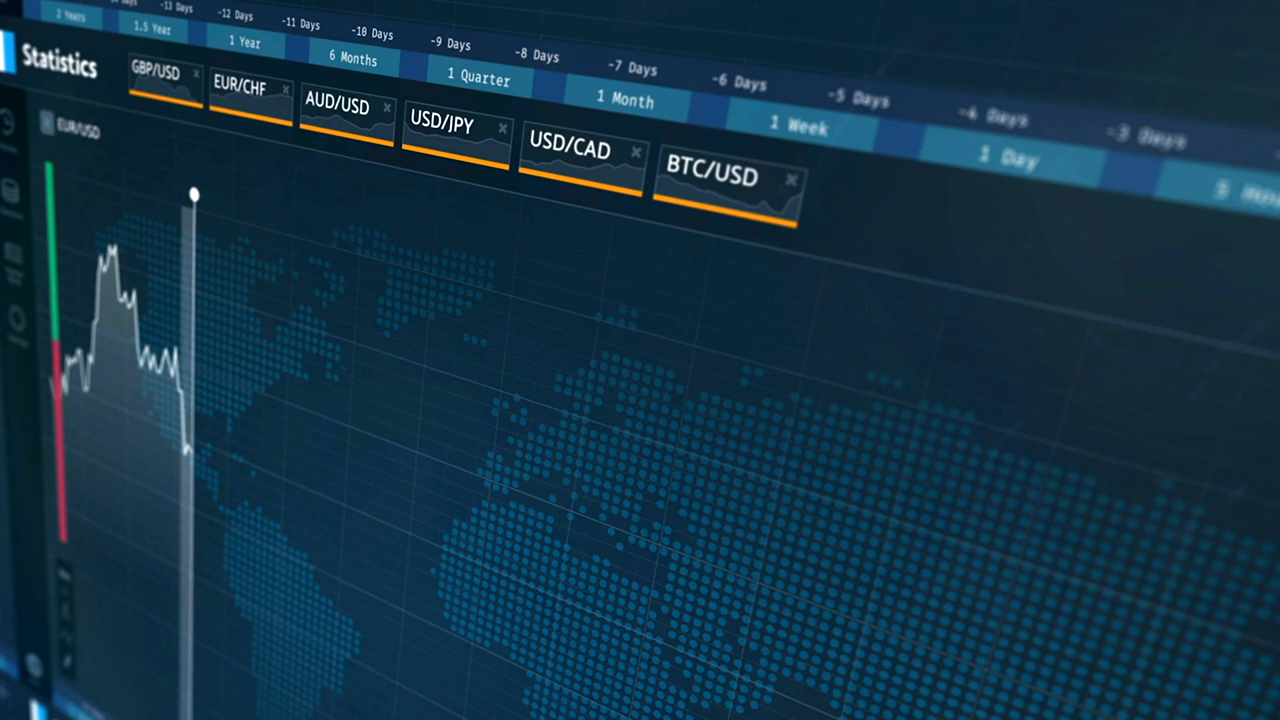 -13 Days
-12 Days
-11 Days
-10 Days
-9 Days
-8 Days
-7 Days
-6 Days
-5 Days
-4 Days
-3 Days
2 Years
1.5 Year
1 Year
6 Months
1 Quarter
1 Month
1 Week
1 Day
Statistics
GBP/USD
EUR/CHF
AUD/USD
USD/JPY
USD/CAD
BTC/USD
EUR/USD